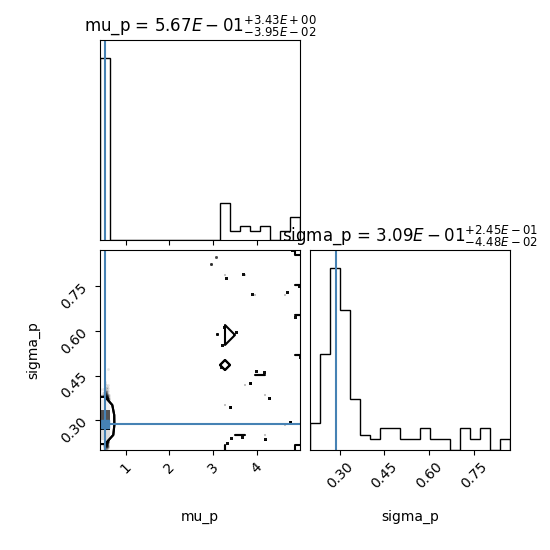 mu_p = 5.67E − 01 +3.43E+00 −3.95E−02
sigma_p = 3.09E − 01 +2.45E−01 −4.48E−02
sigma_p
0.75
0.60
0.45
0.30
1 2 3 4
0.30 0.45 0.60 0.75
mu_p
sigma_p